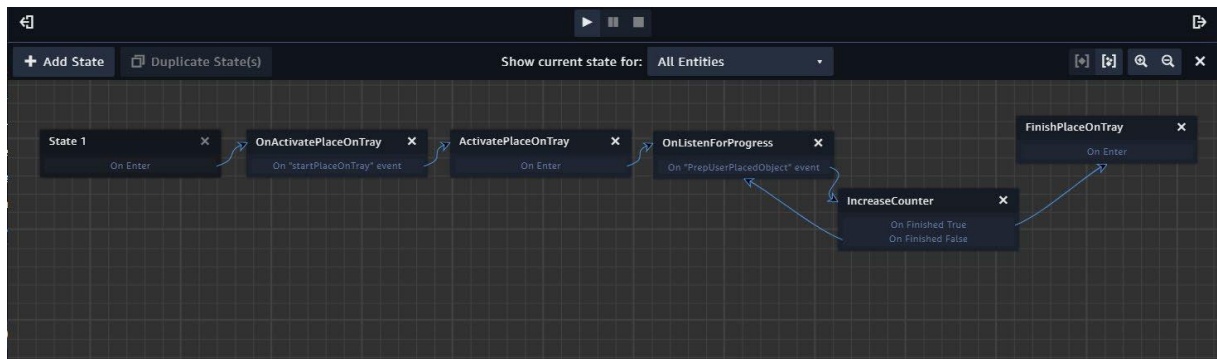 Add State
Duplicate State(s)
Show current state for:
All Entities
State 1
On Enter
OnActivatePlaceOnTray
On "startPlaceOnTray" event
ActivatePlaceOnTray
On Enter
OnListenForProgress
On "PrepUserPlacedObject" event
IncreaseCounter
On Finished True
On Finished False
FinishPlaceOnTray
On Enter